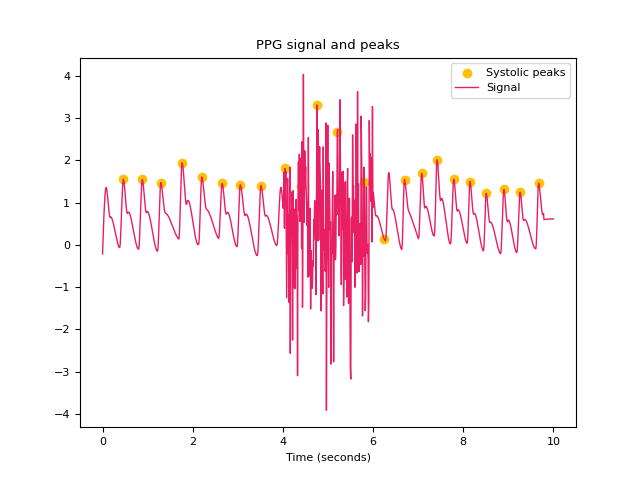 PPG signal and peaks
Systolic peaks
Signal
4
3
2
1
0
−1
−2
−3
−4
0 2 4 6 8 10
Time (seconds)